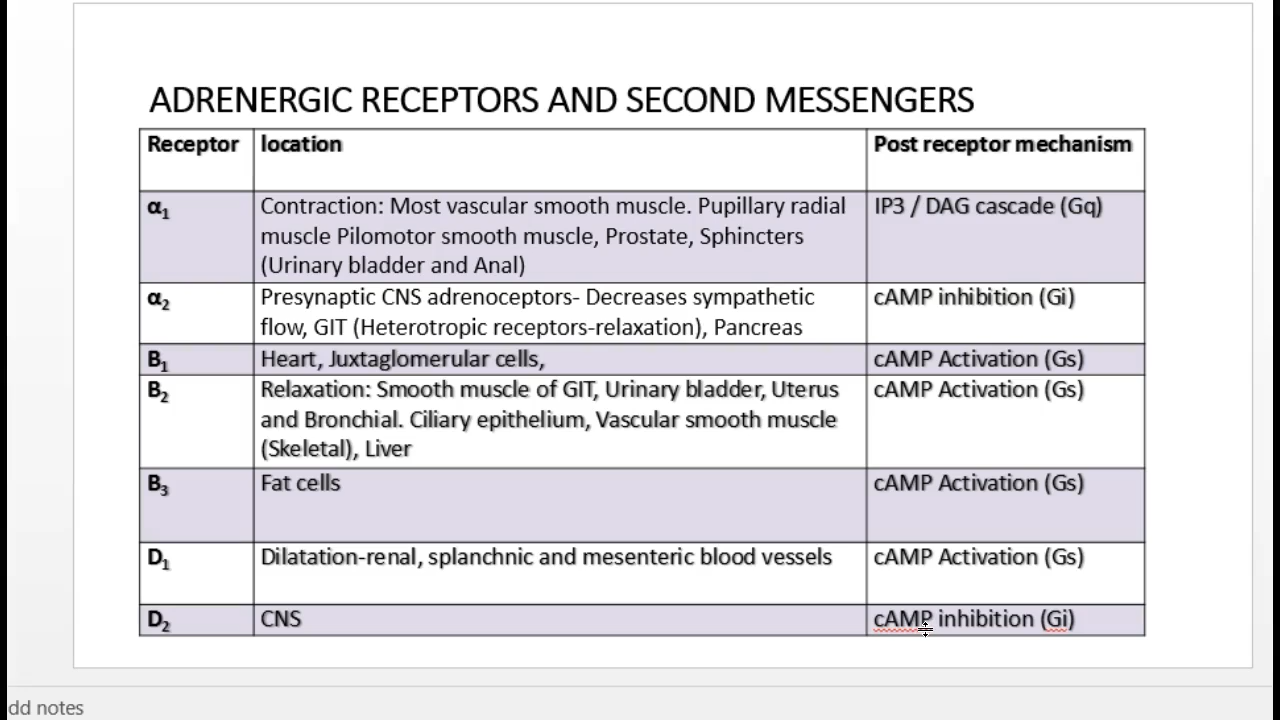 ADRENERGIC RECEPTORS AND SECOND MESSENGERS
Receptor location Post receptor mechanism
α₁ Contraction: Most vascular smooth muscle. Pupillary radial IP3 / DAG cascade (Gq)
muscle Pilomotor smooth muscle, Prostate, Sphincters
(Urinary bladder and Anal)
α₂ Presynaptic CNS adrenoceptors- Decreases sympathetic cAMP inhibition (Gi)
flow, GIT (Heterotropic receptors-relaxation), Pancreas
B₁ Heart, Juxtaglomerular cells, cAMP Activation (Gs)
B₂ Relaxation: Smooth muscle of GIT, Urinary bladder, Uterus cAMP Activation (Gs)
and Bronchial. Ciliary epithelium, Vascular smooth muscle
(Skeletal), Liver
B₃ Fat cells cAMP Activation (Gs)
D₁ Dilatation-renal, splanchnic and mesenteric blood vessels cAMP Activation (Gs)
D₂ CNS cAMP inhibition (Gi)
dd notes